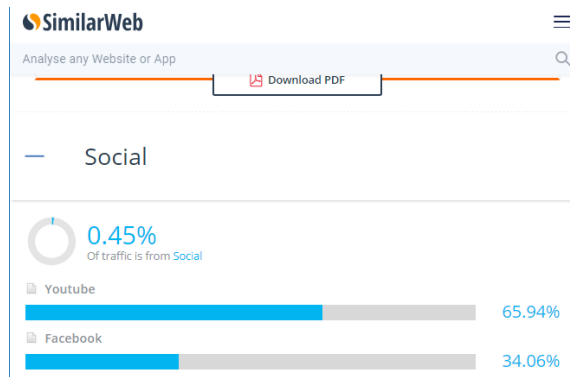 SimilarWeb
Analyse any Website or App
Download PDF
Social
0.45%
Of traffic is from Social
Youtube
65.94%
Facebook
34.06%